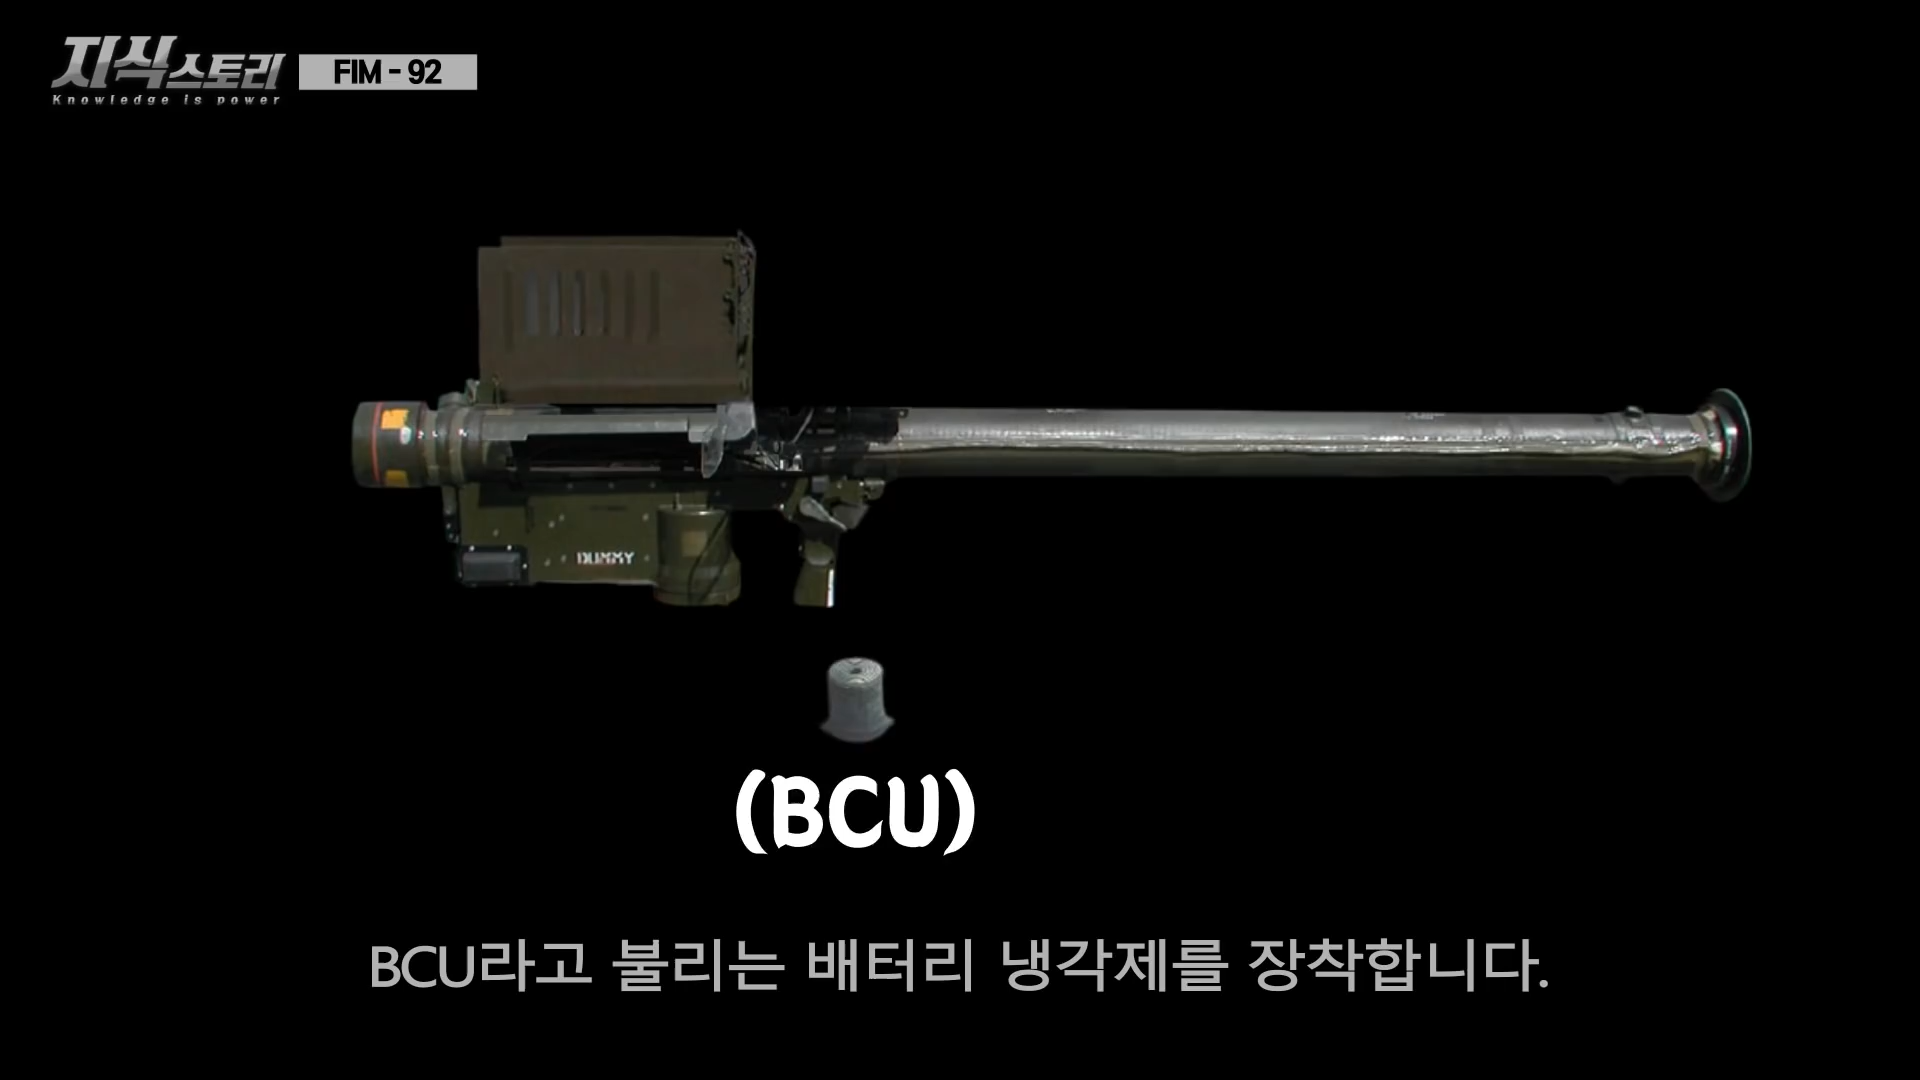 지식스토리
Knowledge is power
FIM - 92
DUMMY
(BCU)
BCU라고 불리는 배터리 냉각제를 장착합니다.